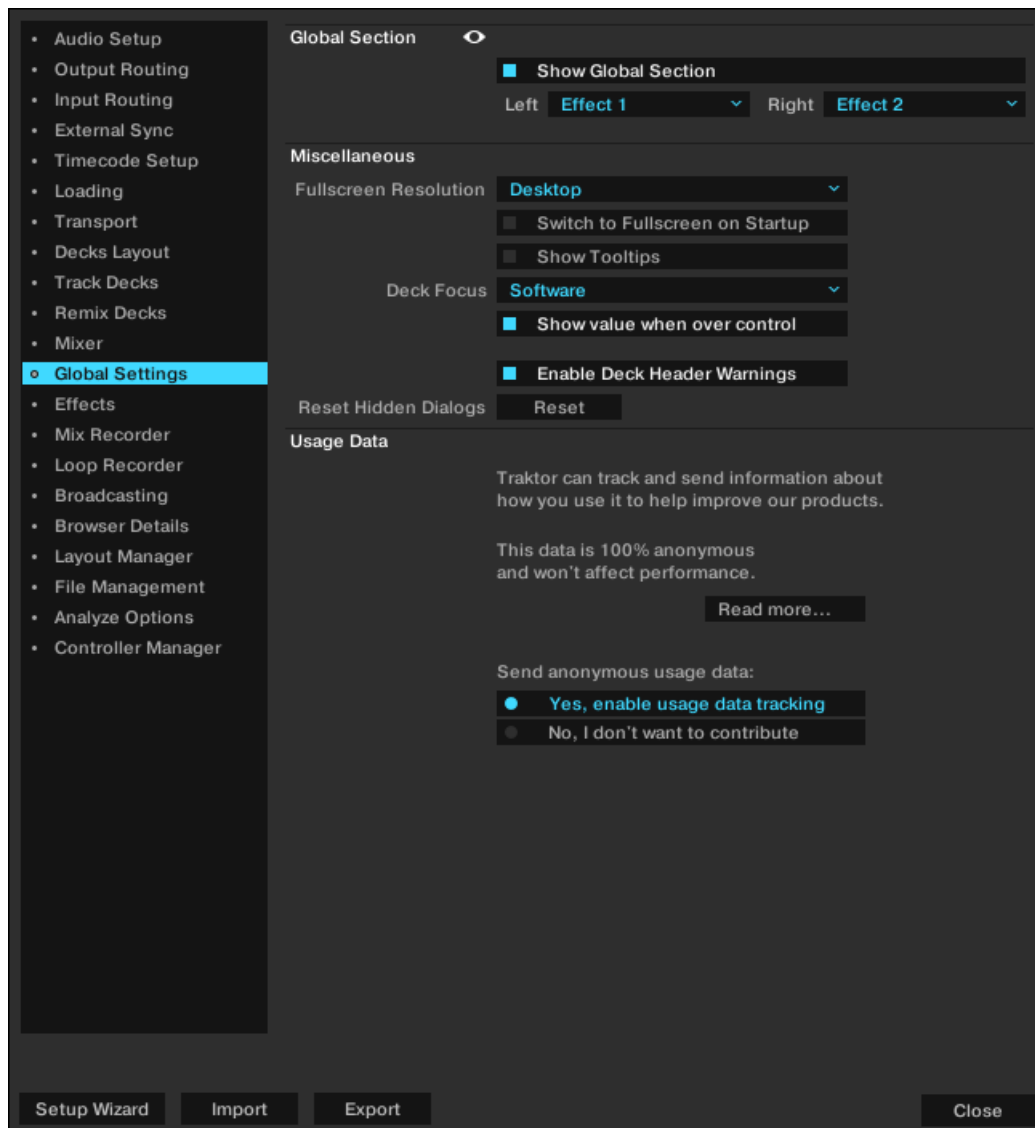 Audio Setup
Output Routing
Input Routing
External Sync
Timecode Setup
Loading
Transport
Decks Layout
Track Decks
Remix Decks
Mixer
Global Settings
Effects
Mix Recorder
Loop Recorder
Broadcasting
Browser Details
Layout Manager
File Management
Analyze Options
Controller Manager
Global Section
Show Global Section
Left Effect 1 Right Effect 2
Miscellaneous
Fullscreen Resolution Desktop
Switch to Fullscreen on Startup
Show Tooltips
Deck Focus Software
Show value when over control
Enable Deck Header Warnings
Reset Hidden Dialogs Reset
Usage Data
Traktor can track and send information about
how you use it to help improve our products.
This data is 100% anonymous
and won't affect performance.
Read more...
Send anonymous usage data:
Yes, enable usage data tracking
No, I don't want to contribute
Setup Wizard Import Export Close